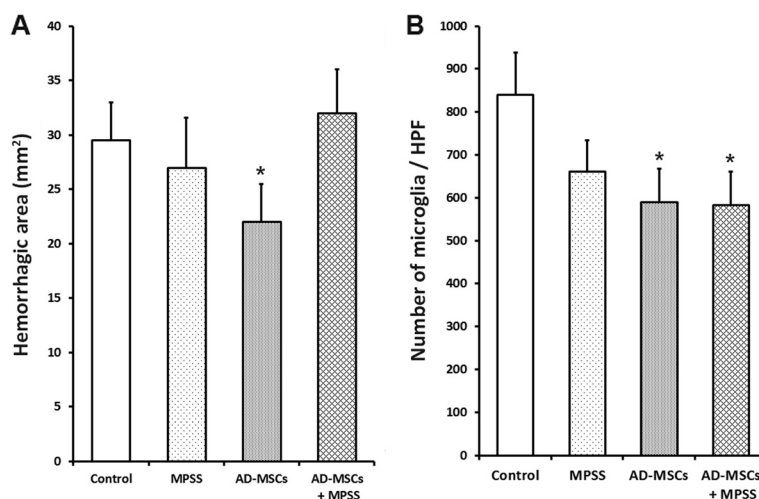 A
Hemorrhagic area (mm²)
40
35
30
25
20
15
10
5
0
*
Control
MPSS
AD-MSCs
AD-MSCs
+ MPSS
B
Number of microglia / HPF
1000
900
800
700
600
500
400
300
200
100
0
*
*
Control
MPSS
AD-MSCs
AD-MSCs
+ MPSS